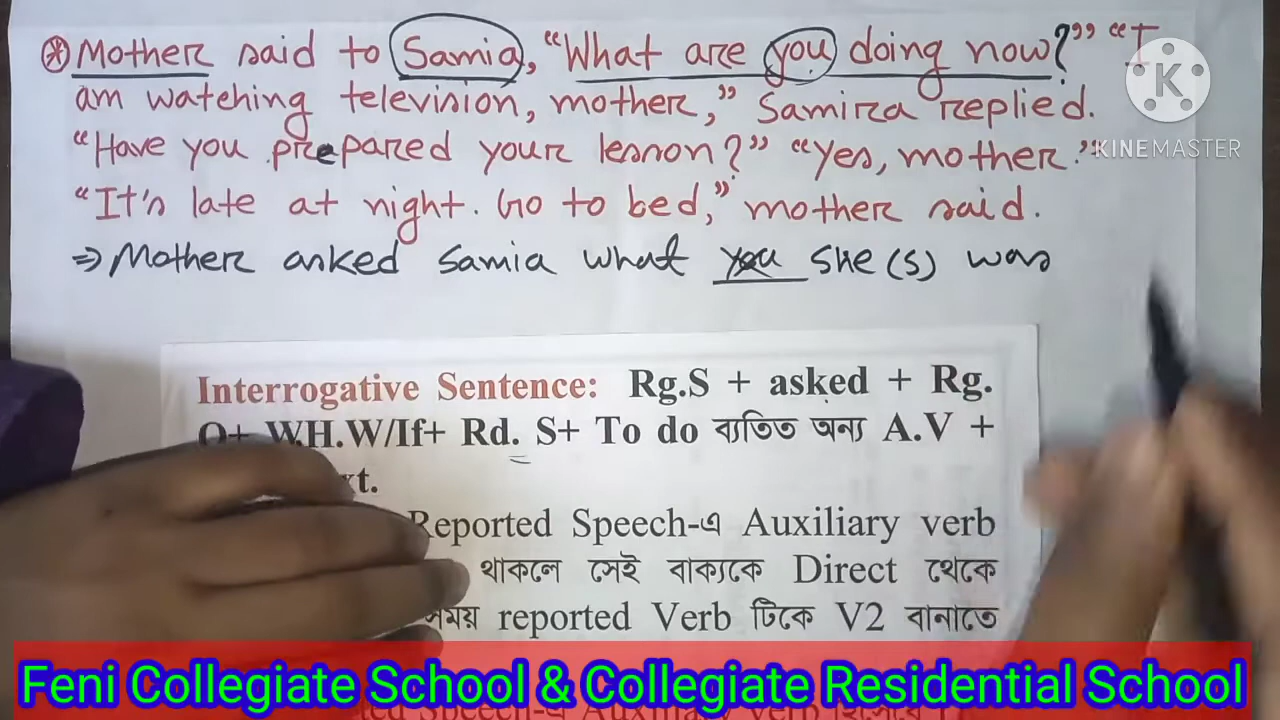 * Mother said to Samia, "What are you doing now?" "I
am watching television, mother," Samira replied.
"Have you prepared your lesson?" "Yes, mother."
"It's late at night. Go to bed," mother said.
⇒ Mother asked Samia what you she (s) was
K
KINEMASTER
Interrogative Sentence: Rg.S + asked + Rg.
O+ W.H.W/If+ Rd. S+ To do ব্যতিত অন্য A.V +
xt.
Reported Speech-এ Auxiliary verb
থাকলে সেই বাক্যকে Direct থেকে
সময় reported Verb টিকে V2 বানাতে
Feni Collegiate School & Collegiate Residential School